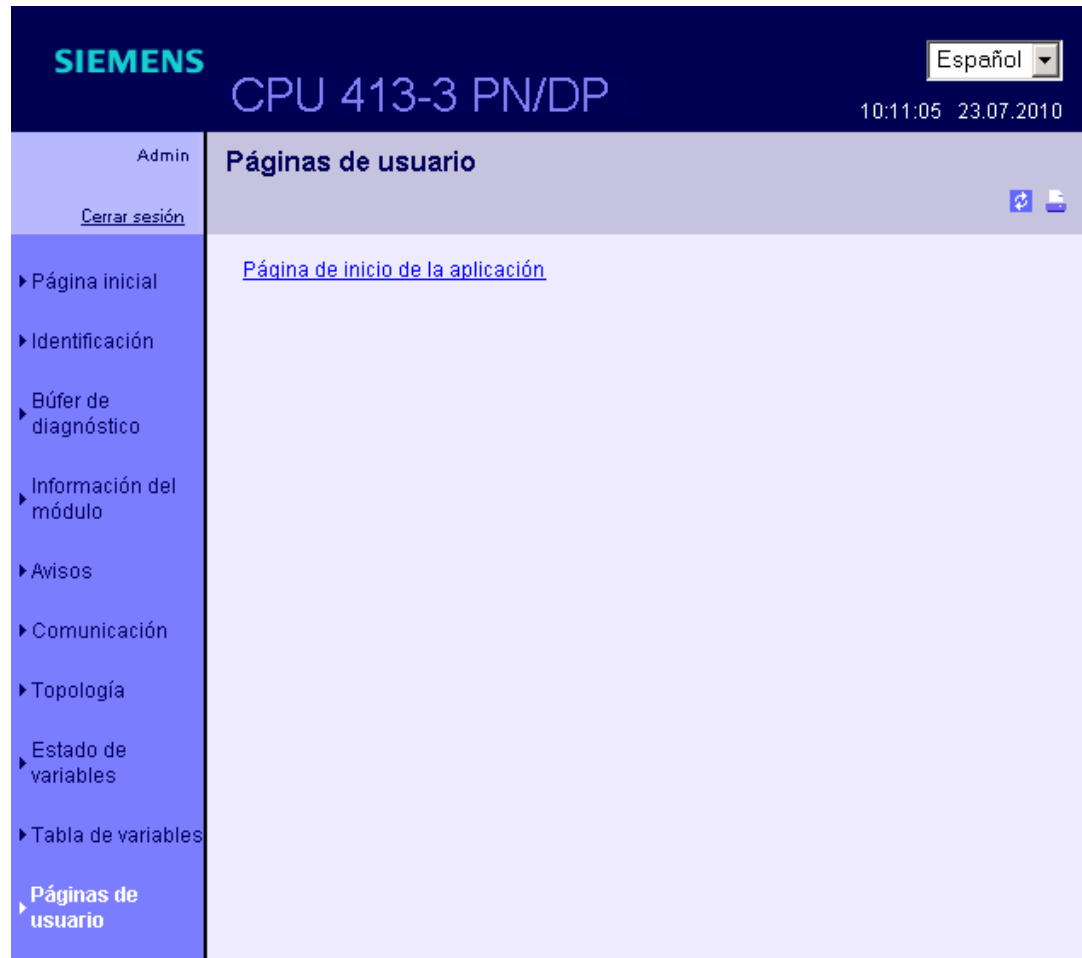 SIEMENS
CPU 413-3 PN/DP
Español
10:11:05 23.07.2010
Admin
Cerrar sesión
Páginas de usuario
Página de inicio de la aplicación
Página inicial
Identificación
Búfer de
diagnóstico
Información del
módulo
Avisos
Comunicación
Topología
Estado de
variables
Tabla de variables
Páginas de
usuario